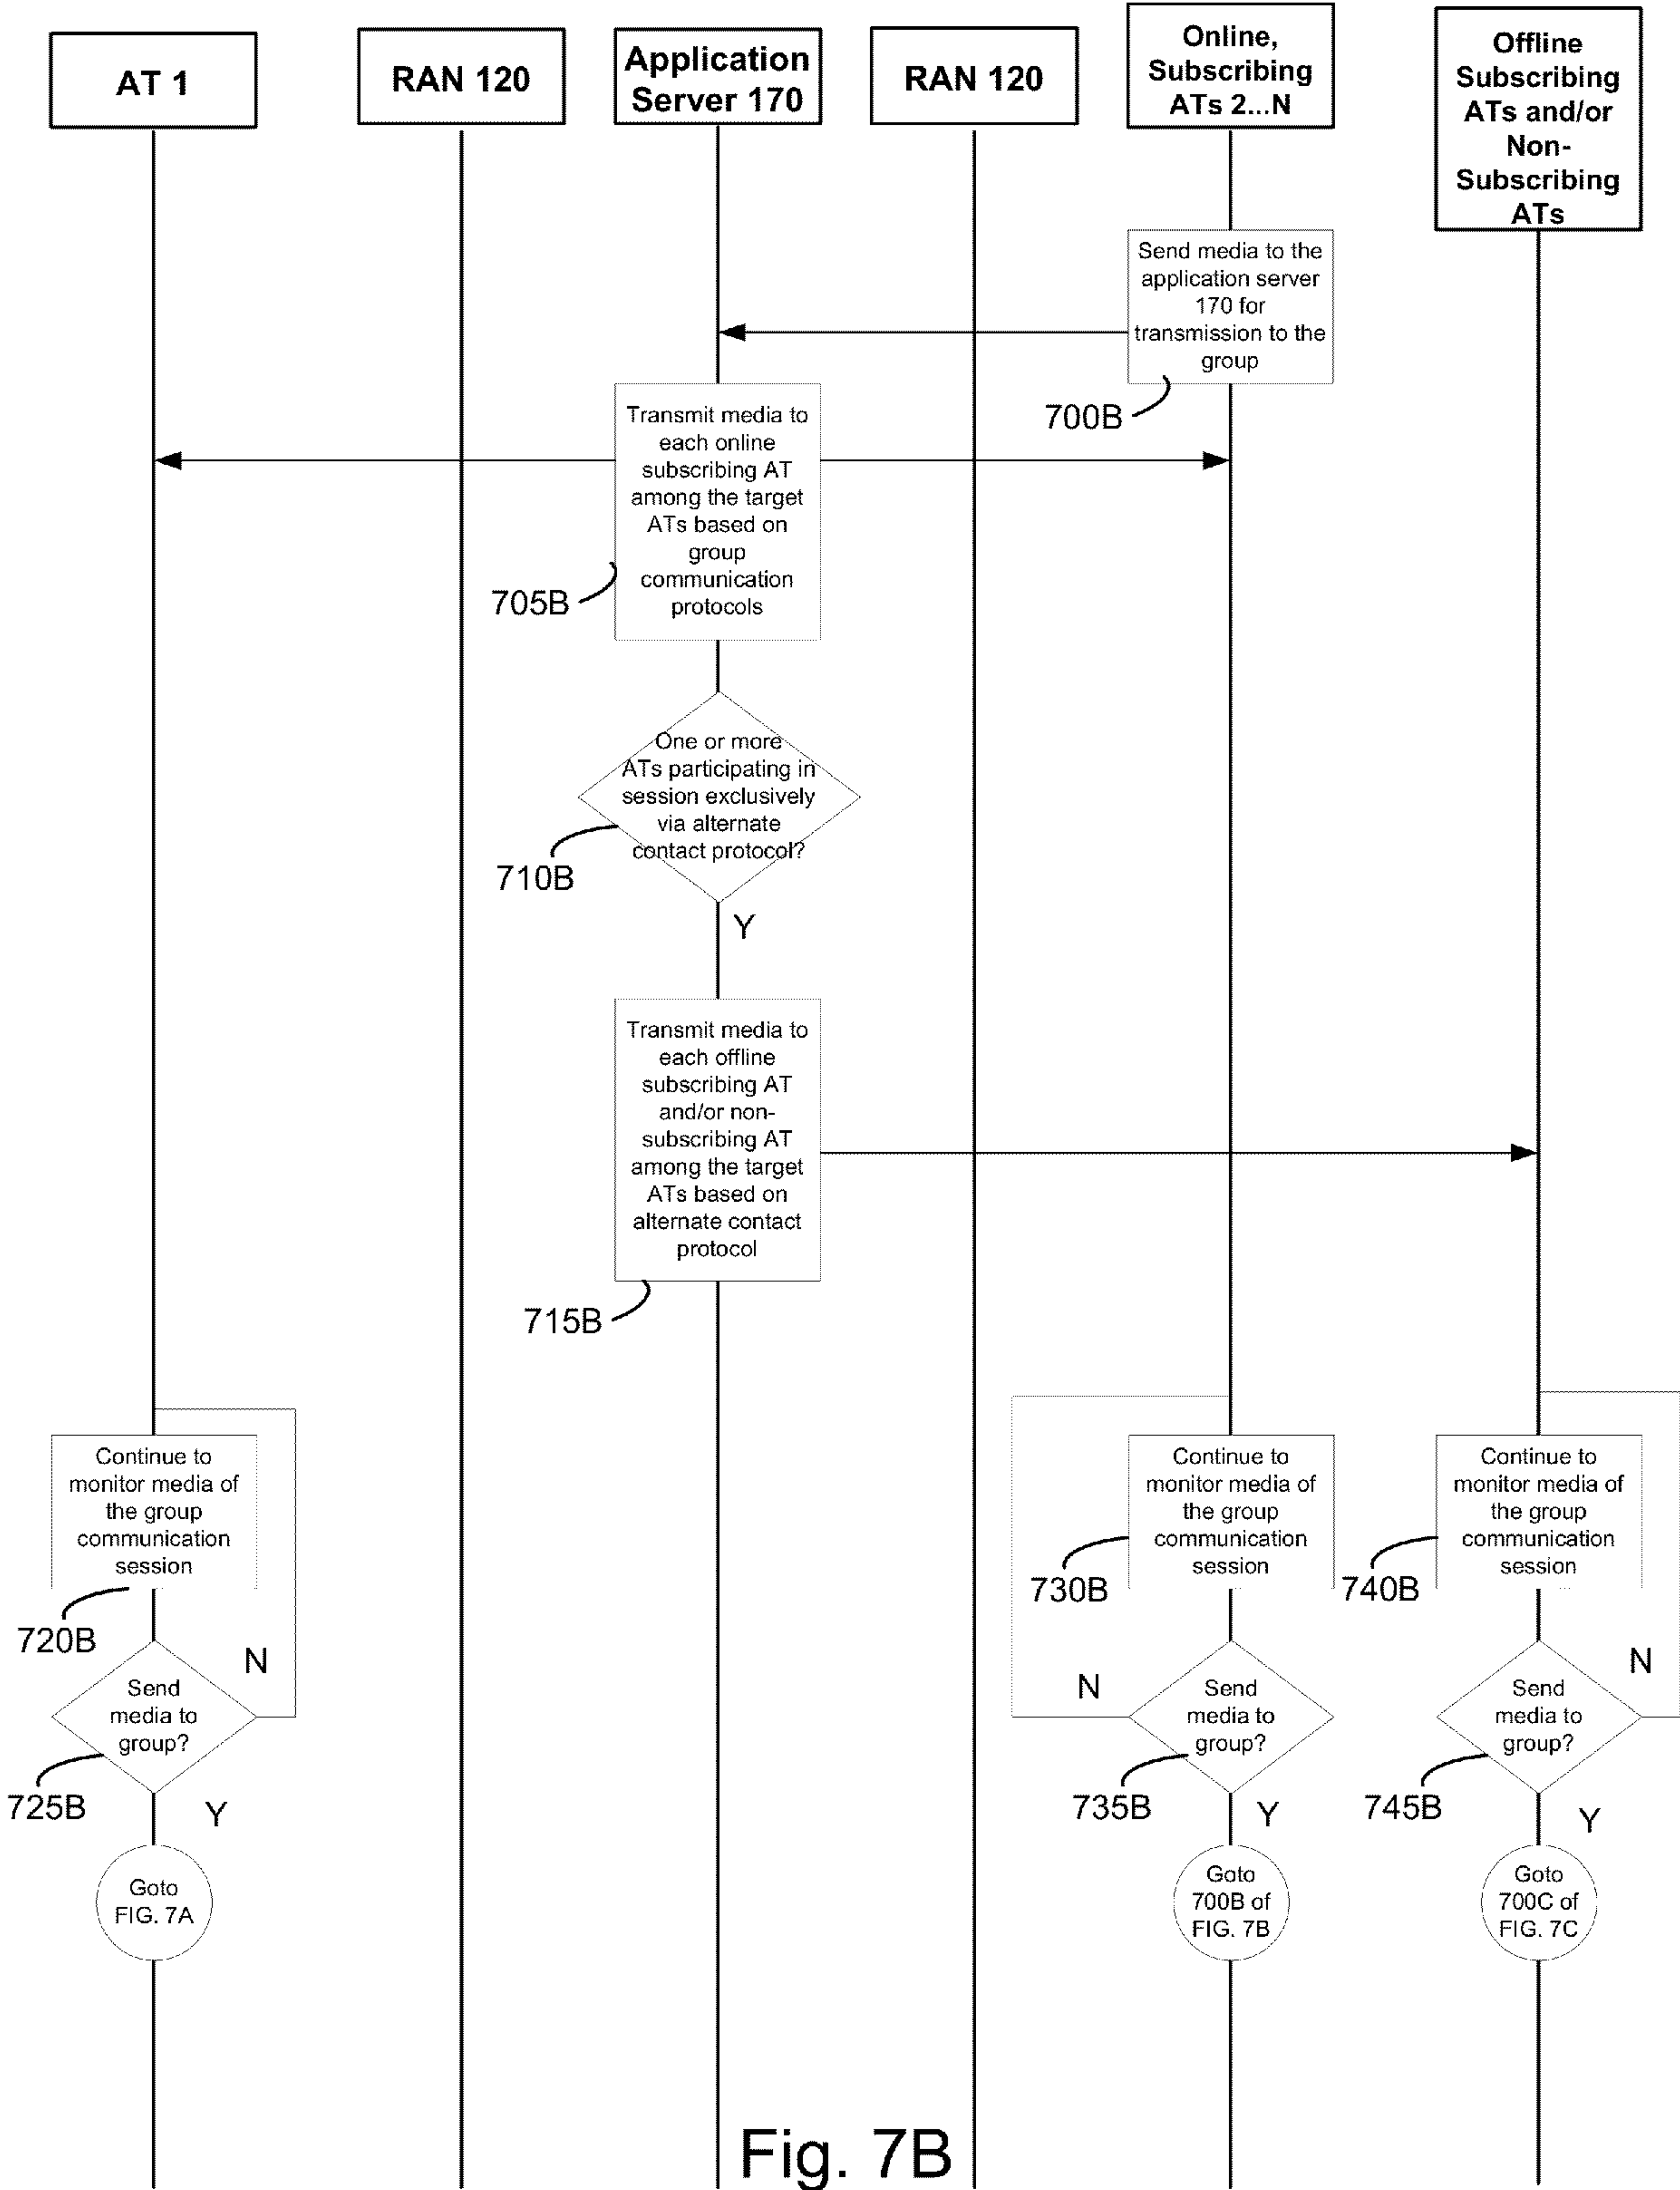 AT 1
RAN 120
Application
Server 170
RAN 120
Online,
Subscribing
ATs 2...N
Offline
Subscribing
ATs and/or
Non-
Subscribing
ATs
Send media to the
application server
170 for
transmission to the
group
700B
Transmit media to
each online
subscribing AT
among the target
ATs based on
group
communication
protocols
705B
One or more
ATs participating in
session exclusively
via alternate
contact protocol?
710B
Y
Transmit media to
each offline
subscribing AT
and/or non-
subscribing AT
among the target
ATs based on
alternate contact
protocol
715B
Continue to
monitor media of
the group
communication
session
720B
Send
media to
group?
N
725B
Y
Goto
FIG. 7A
Continue to
monitor media of
the group
communication
session
730B
Send
media to
group?
N
735B
Y
Goto
700B of
FIG. 7B
Continue to
monitor media of
the group
communication
session
740B
Send
media to
group?
N
745B
Y
Goto
700C of
FIG. 7C
Fig. 7B